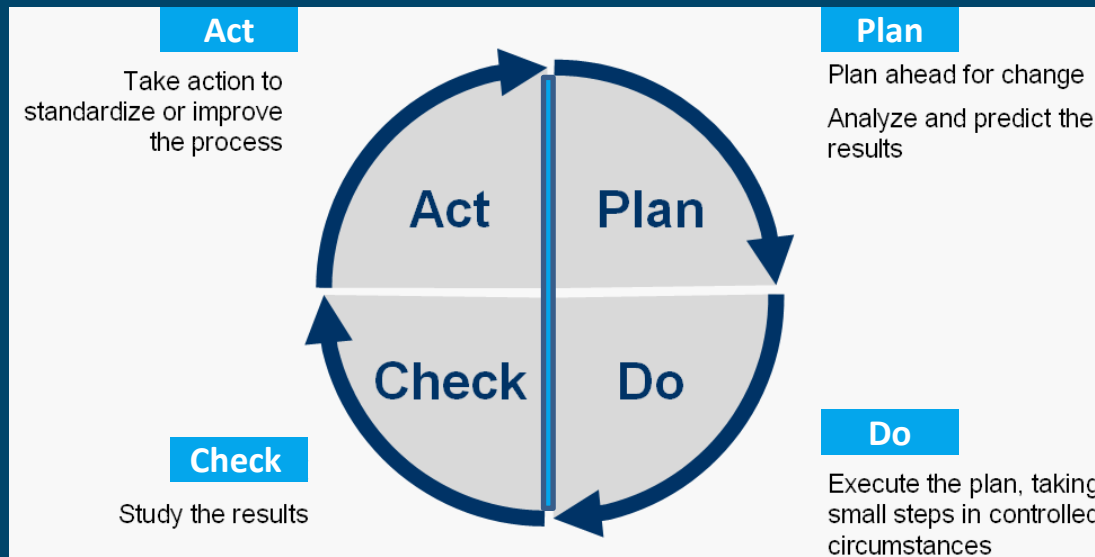 Act
Take action to
standardize or improve
the process
Plan
Plan ahead for change
Analyze and predict the
results
Act
Plan
Check
Do
Check
Study the results
Do
Execute the plan, taking
small steps in controlled
circumstances